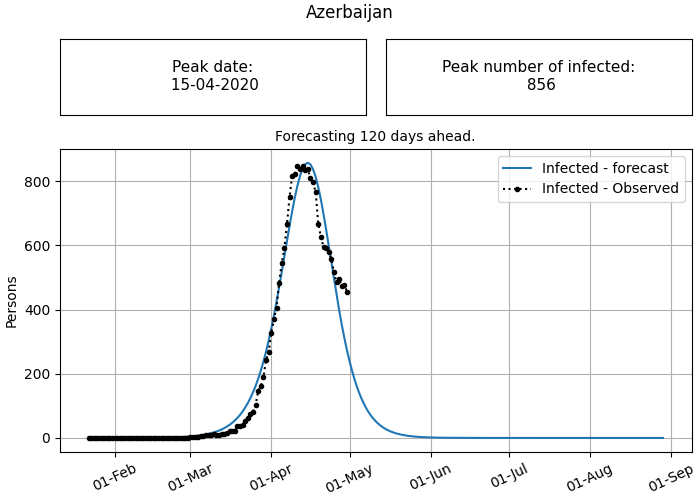 Azerbaijan
Peak date:
15-04-2020
Peak number of infected:
856
Forecasting 120 days ahead.
Infected - forecast
Infected - Observed
Persons
800
600
400
200
0
01-Feb
01-Mar
01-Apr
01-May
01-Jun
01-Jul
01-Aug
01-Sep